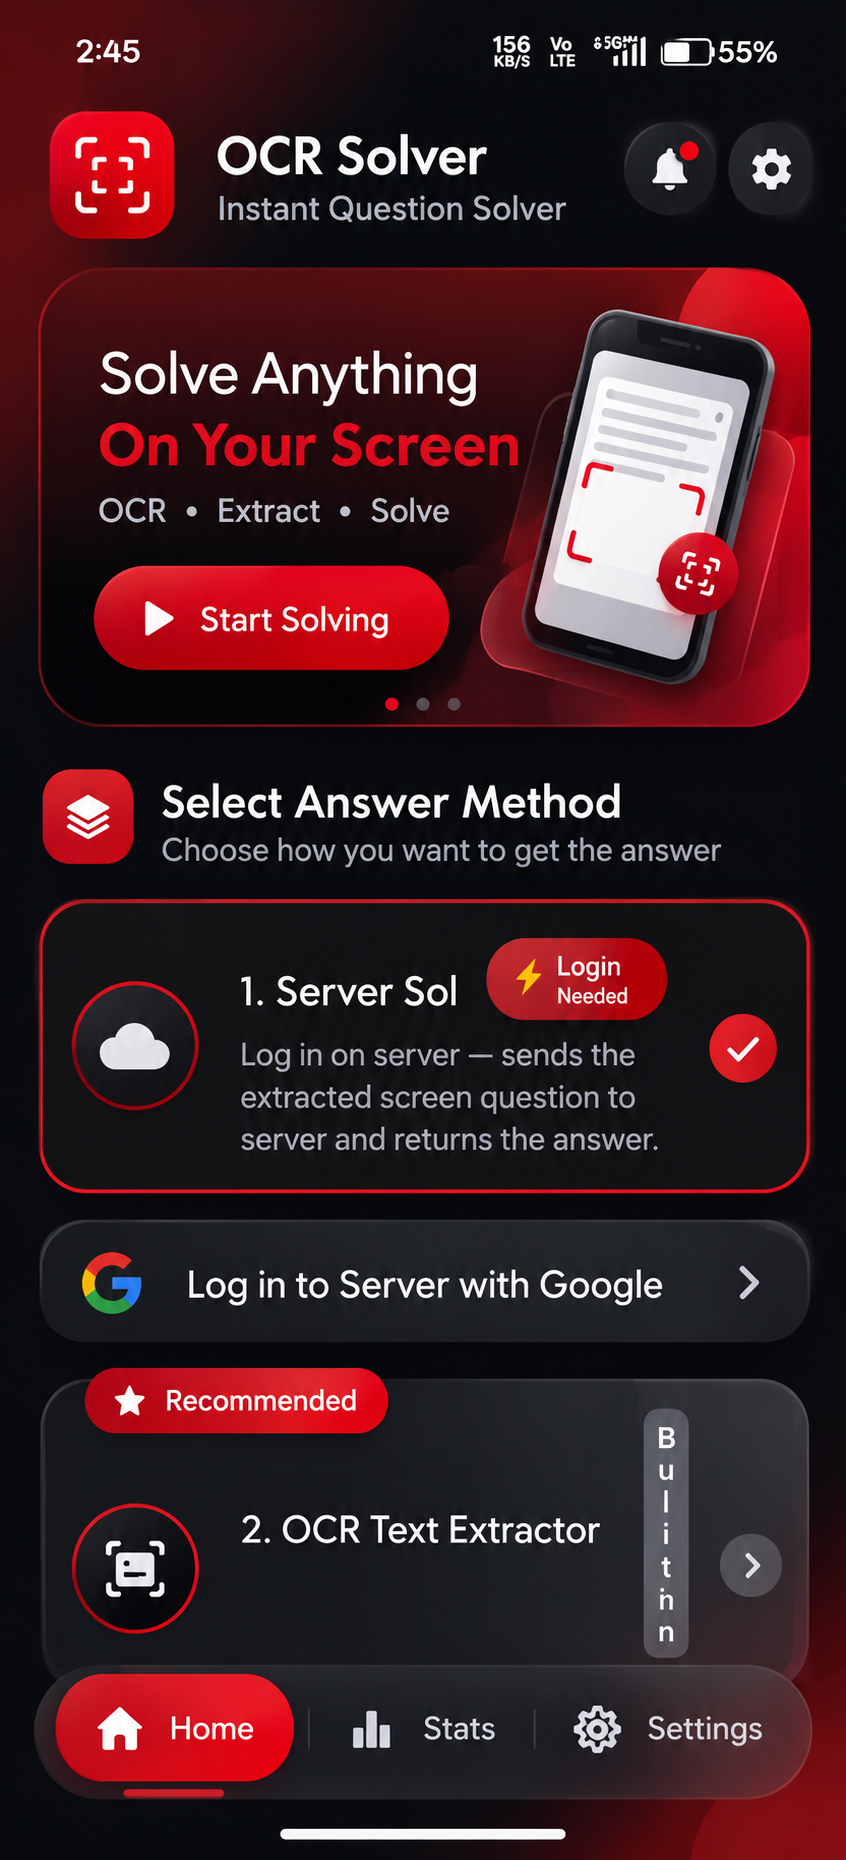 2:45
156 KB/S Vo LTE 5G 55%
OCR Solver
Instant Question Solver
Solve Anything
On Your Screen
OCR • Extract • Solve
Start Solving
Select Answer Method
Choose how you want to get the answer
1. Server Sol
Login
Needed
Log in on server — sends the
extracted screen question to
server and returns the answer.
Log in to Server with Google
Recommended
2. OCR Text Extractor
B
u
l
i
t
n
Home
Stats
Settings